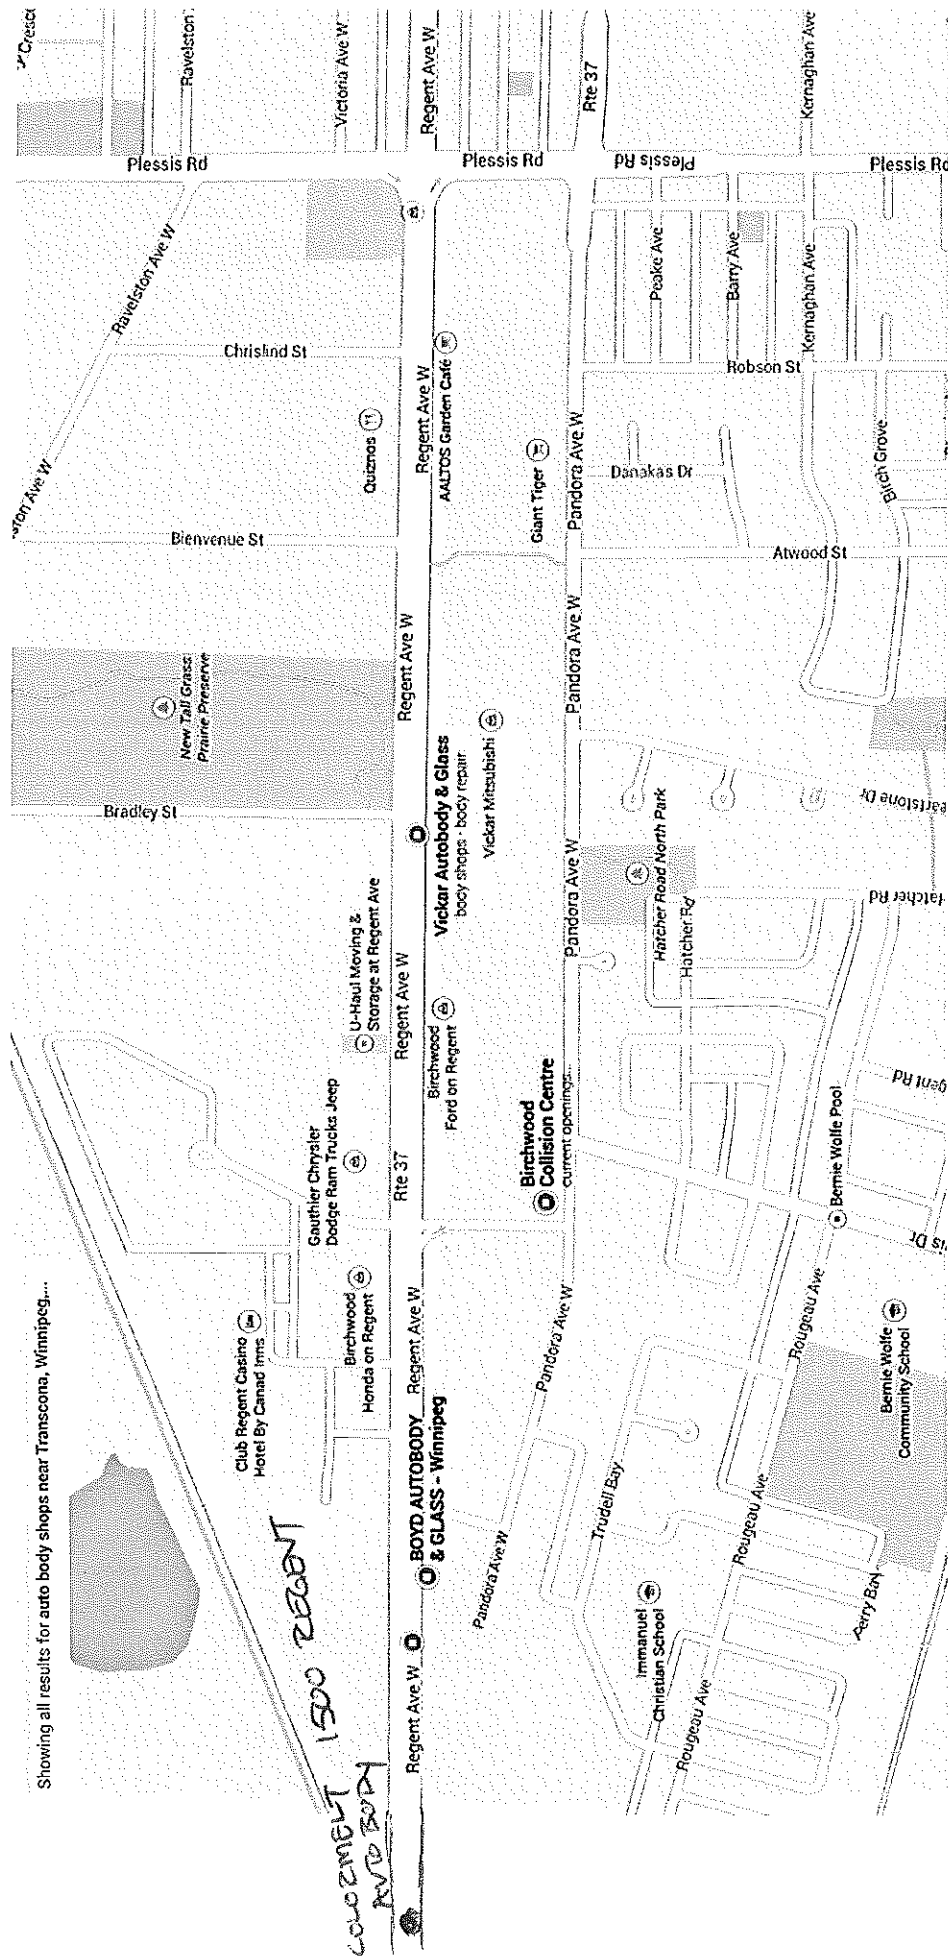 Showing all results for auto body shops near Transcona, Winnipeg,...
COLORMELT 1500 REGENT
AUTO BODY
Club Regent Casino
Hotel By Canad Inns
Gauthier Chrysler
Dodge Ram Trucks Jeep
Birchwood
Honda on Regent
U-Haul Moving &
Storage at Regent Ave
Bradley St
New Tall Grass
Prairie Preserve
Bienvenue St
Quiznos
Chrislind St
Ravelston Ave W
Ravelston
Victoria Ave W
Plessis Rd
Regent Ave W
BOYD AUTOBODY
& GLASS - Winnipeg
Regent Ave W
Rte 37
Regent Ave W
Regent Ave W
Regent Ave W
Regent Ave W
Birchwood
Ford on Regent
Vickar Autobody & Glass
body shops - body repair
Vickar Mitsubishi
AALTOS Garden Café
Giant Tiger
Plessis Rd
Rte 37
Birchwood
Collision Centre
current openings...
Pandora Ave W
Pandora Ave W
Pandora Ave W
Pandora Ave W
Pandora Ave W
Trudell Bay
Immanuel
Christian School
Rougeau Ave
Rougeau Ave
Rougeau Ave
Bernie Wolfe Pool
Bernie Wolfe
Community School
Hatcher Road North Park
Hatcher Rd
Danakas Dr
Atwood St
Robson St
Peake Ave
Barry Ave
Kernaghan Ave
Kernaghan Ave
Birch Grove
Plessis Rd
Plessis Rd